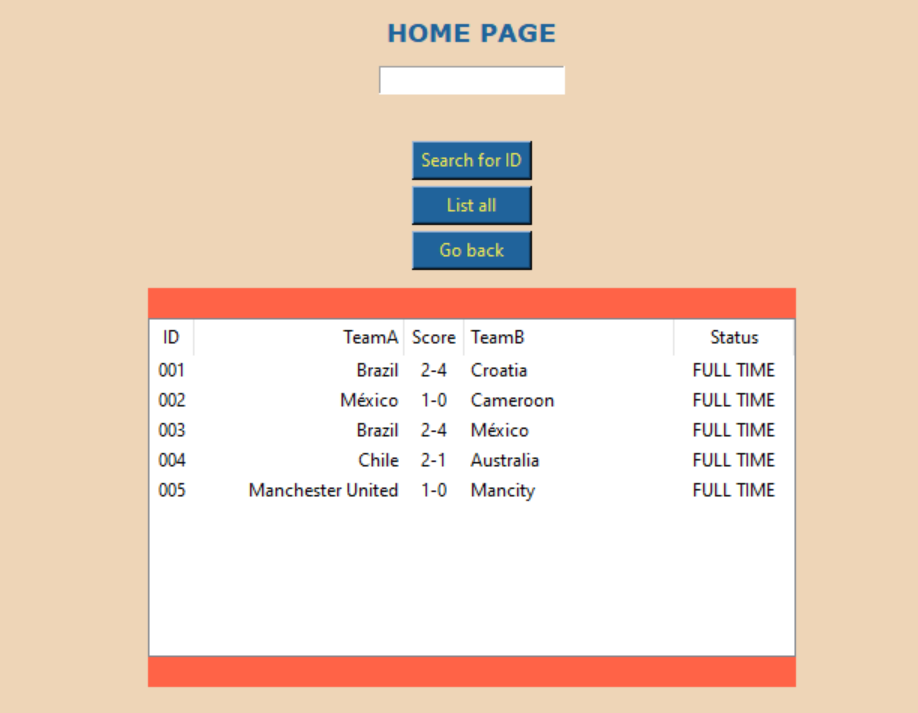 HOME PAGE
Search for ID
List all
Go back
ID TeamA Score TeamB Status
001 Brazil 2-4 Croatia FULL TIME
002 México 1-0 Cameroon FULL TIME
003 Brazil 2-4 México FULL TIME
004 Chile 2-1 Australia FULL TIME
005 Manchester United 1-0 Mancity FULL TIME